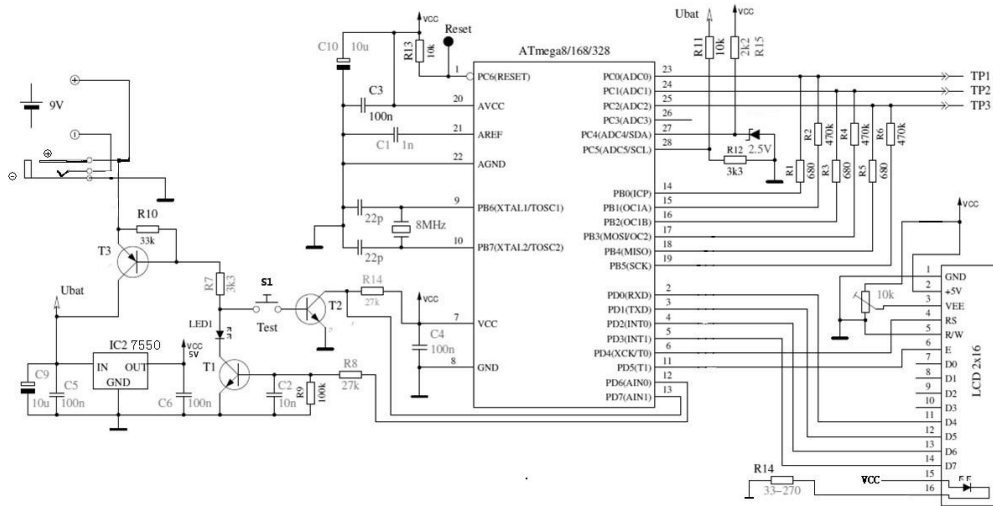 Ubat
VCC
R11
10k
2k2
R15
VCC
R13
10k
Reset
C10
10u
ATmega8/168/328
1
PC6(RESET)
23
PC0(ADC0)
TP1
24
PC1(ADC1)
TP2
25
PC2(ADC2)
TP3
26
PC3(ADC3)
27
PC4(ADC4/SDA)
28
PC5(ADC5/SCL)
C3
100n
20
AVCC
C1
1n
21
AREF
22
AGND
R12
3k3
2.5V
R2
470k
R4
470k
R6
470k
R1
680
R3
680
R5
680
9V
22p
9
PB6(XTAL1/TOSC1)
8MHz
22p
10
PB7(XTAL2/TOSC2)
14
PB0(ICP)
15
PB1(OC1A)
16
PB2(OC1B)
17
PB3(MOSI/OC2)
18
PB4(MISO)
19
PB5(SCK)
VCC
R10
33k
T3
R7
3k3
S1
Test
T2
R14
27k
VCC
7
VCC
C4
100n
8
GND
2
PD0(RXD)
3
PD1(TXD)
4
PD2(INT0)
5
PD3(INT1)
6
PD4(XCK/T0)
11
PD5(T1)
12
PD6(AIN0)
13
PD7(AIN1)
10k
1
GND
2
+5V
3
VEE
4
RS
5
R/W
6
E
7
D0
8
D1
9
D2
10
D3
11
D4
12
D5
13
D6
14
D7
15
16
LCD 2x16
Ubat
LED1
IC2 7550
VCC
5V
IN
OUT
GND
T1
C9
10u
C5
100n
C6
100n
C2
10n
R9
100k
R8
27k
R14
33-270
VCC